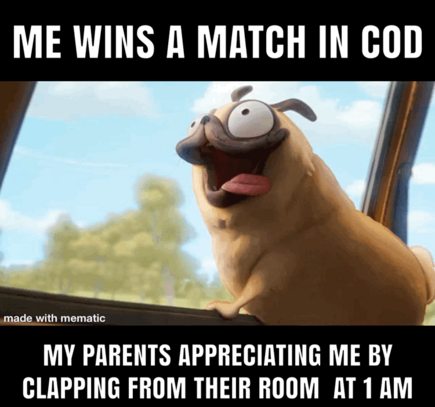 ME WINS A MATCH IN COD
made with mematic
MY PARENTS APPRECIATING ME BY
CLAPPING FROM THEIR ROOM AT 1 AM